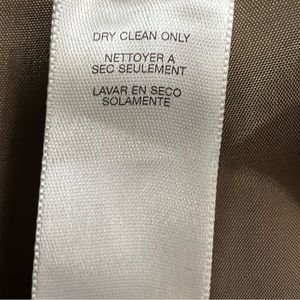 DRY CLEAN ONLY
NETTOYER A
SEC SEULEMENT
LAVAR EN SECO
SOLAMENTE